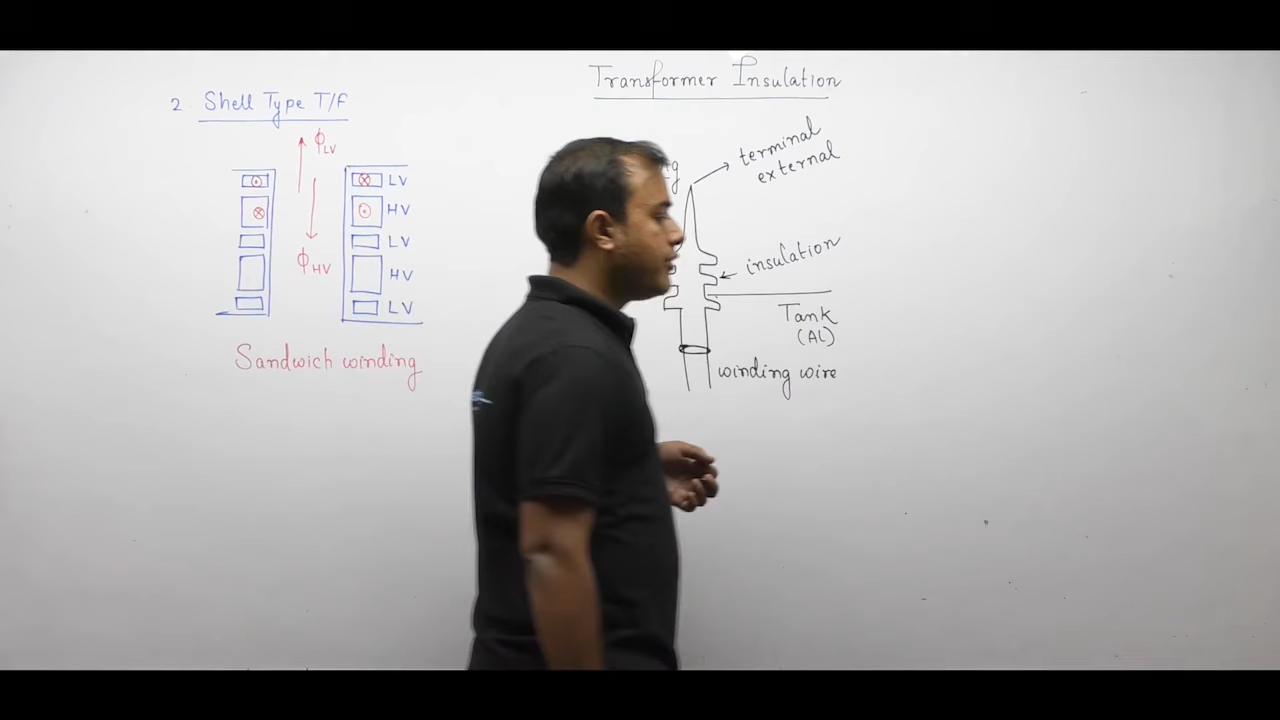 2. Shell Type T/F
ϕLV
LV
HV
LV
ϕHV
HV
LV
Sandwich winding
Transformer Insulation
terminal
external
insulation
Tank
(AL)
winding wire